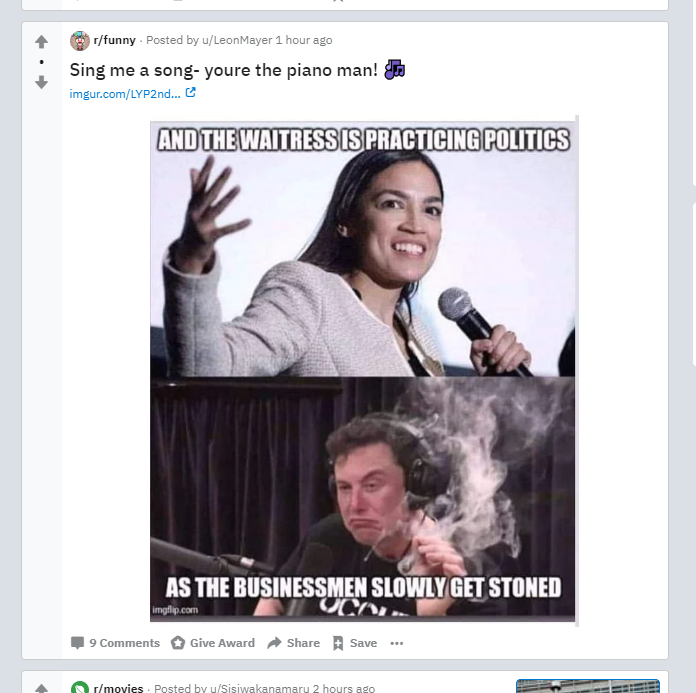 r/funny · Posted by u/LeonMayer 1 hour ago
Sing me a song- youre the piano man! 🎶
imgur.com/LYP2nd...
AND THE WAITRESS IS PRACTICING POLITICS
AS THE BUSINESSMEN SLOWLY GET STONED
imgflip.com
9 Comments Give Award Share Save ...
r/movies · Posted by u/Sisiwakanamaru 2 hours ago